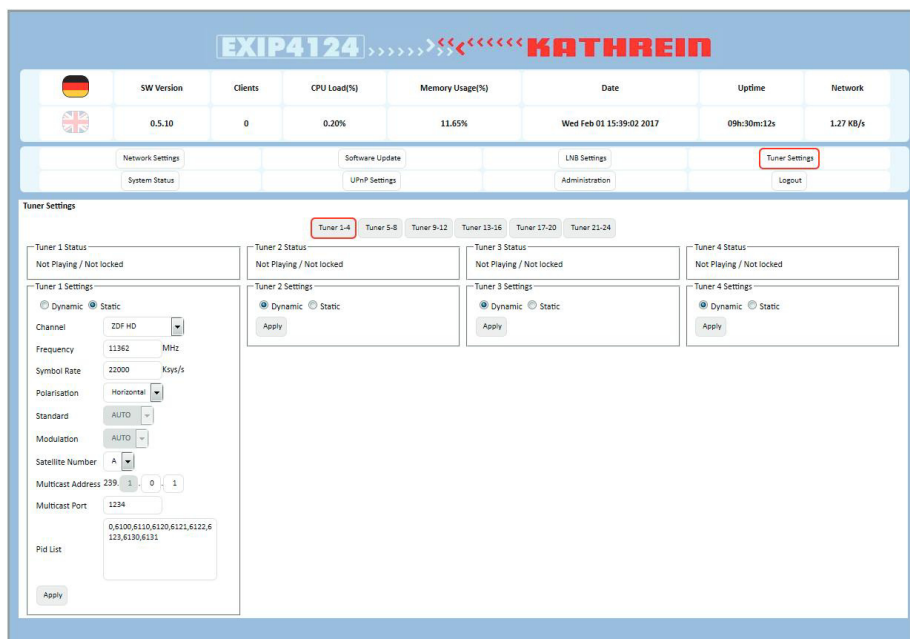 EXIP4124 KATHREIN
SW Version Clients CPU Load(%) Memory Usage(%) Date Uptime Network
0.5.10 0 0.20% 11.65% Wed Feb 01 15:39:02 2017 09h:30m:12s 1.27 KB/s
Network Settings Software Update LNB Settings Tuner Settings
System Status UPnP Settings Administration Logout
Tuner Settings
Tuner 1-4 Tuner 5-8 Tuner 9-12 Tuner 13-16 Tuner 17-20 Tuner 21-24
Tuner 1 Status
Not Playing / Not locked
Tuner 2 Status
Not Playing / Not locked
Tuner 3 Status
Not Playing / Not locked
Tuner 4 Status
Not Playing / Not locked
Tuner 1 Settings
Dynamic Static
Channel ZDF HD
Frequency 11362 MHz
Symbol Rate 22000 Ksys/s
Polarisation Horizontal
Standard AUTO
Modulation AUTO
Satellite Number A
Multicast Address 239. 1 . 0 . 1
Multicast Port 1234
Pid List 0,6100,6110,6120,6121,6122,6
123,6130,6131
Apply
Tuner 2 Settings
Dynamic Static
Apply
Tuner 3 Settings
Dynamic Static
Apply
Tuner 4 Settings
Dynamic Static
Apply